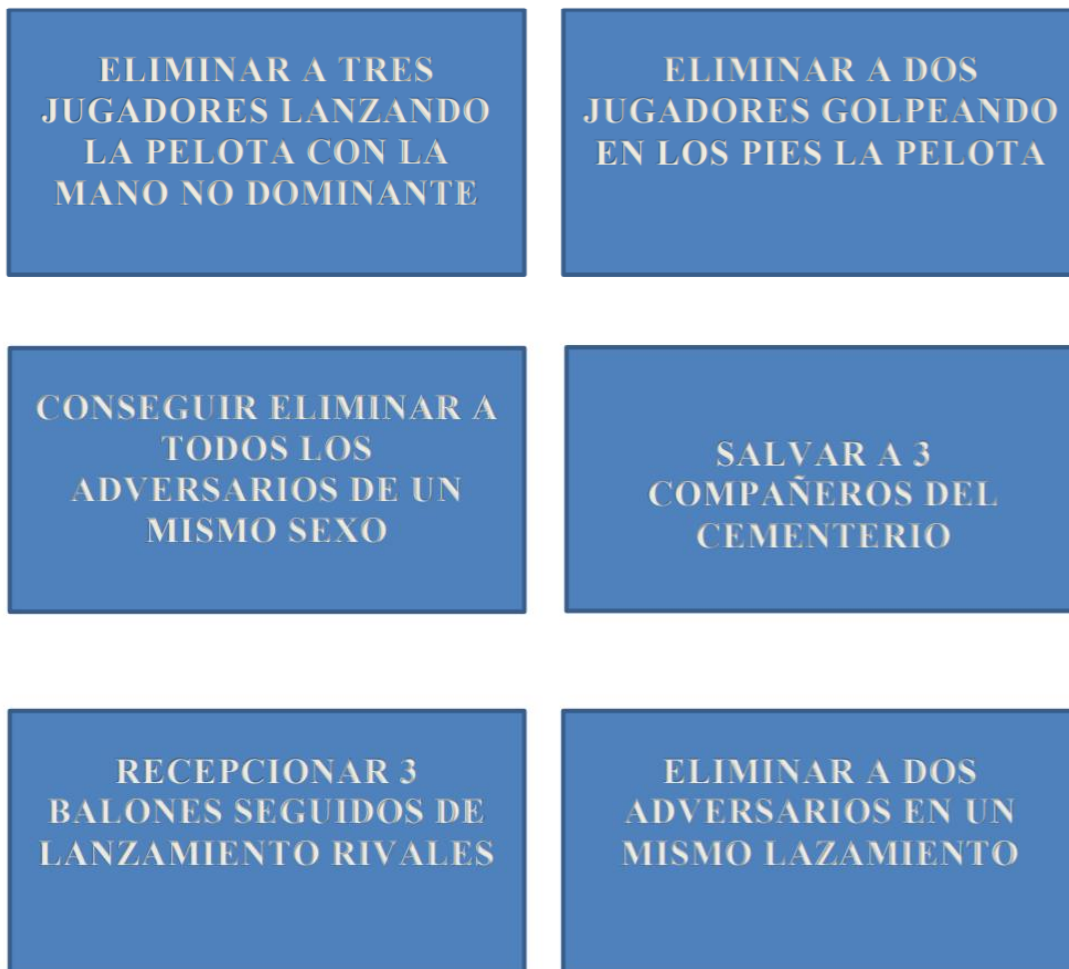 ELIMINAR A TRES
JUGADORES LANZANDO
LA PELOTA CON LA
MANO NO DOMINANTE
ELIMINAR A DOS
JUGADORES GOLPEANDO
EN LOS PIES LA PELOTA
CONSEGUIR ELIMINAR A
TODOS LOS
ADVERSARIOS DE UN
MISMO SEXO
SALVAR A 3
COMPAÑEROS DEL
CEMENTERIO
RECEPCIONAR 3
BALONES SEGUIDOS DE
LANZAMIENTO RIVALES
ELIMINAR A DOS
ADVERSARIOS EN UN
MISMO LAZAMIENTO